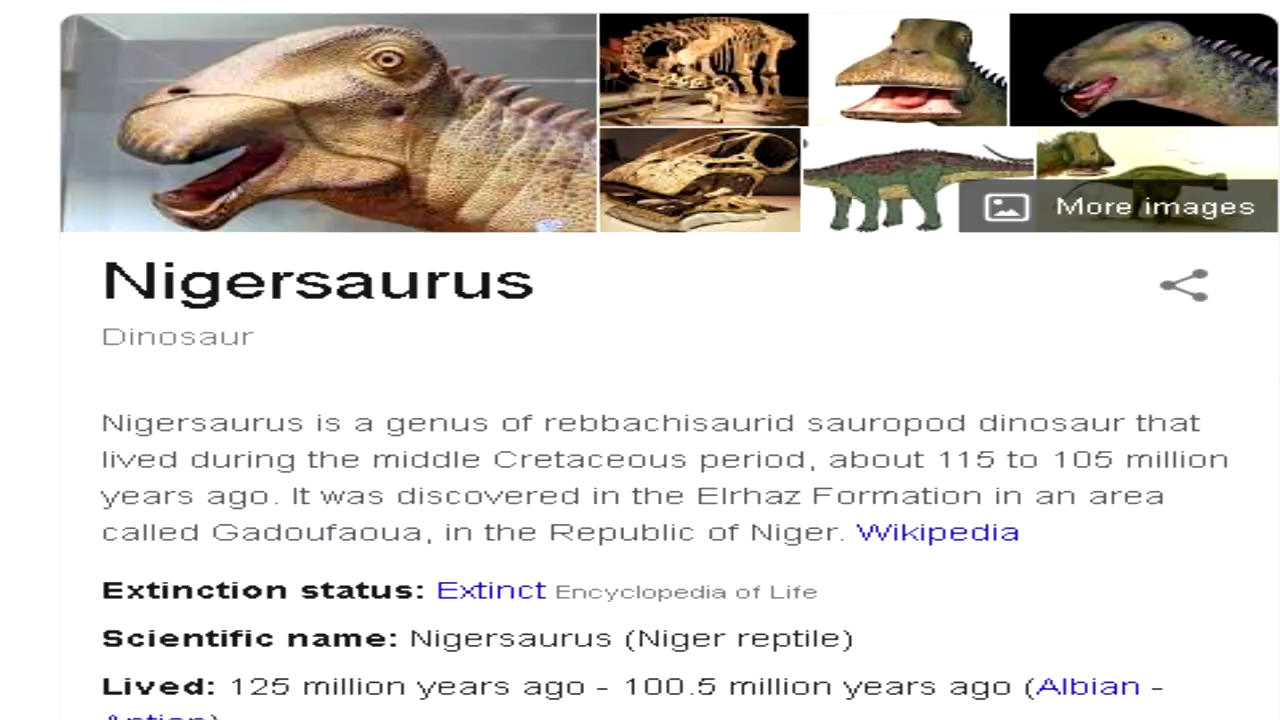 More images
Nigersaurus
Dinosaur
Nigersaurus is a genus of rebbachisaurid sauropod dinosaur that
lived during the middle Cretaceous period, about 115 to 105 million
years ago. It was discovered in the Elrhaz Formation in an area
called Gadoufaoua, in the Republic of Niger. Wikipedia
Extinction status: Extinct Encyclopedia of Life
Scientific name: Nigersaurus (Niger reptile)
Lived: 125 million years ago - 100.5 million years ago (Albian -